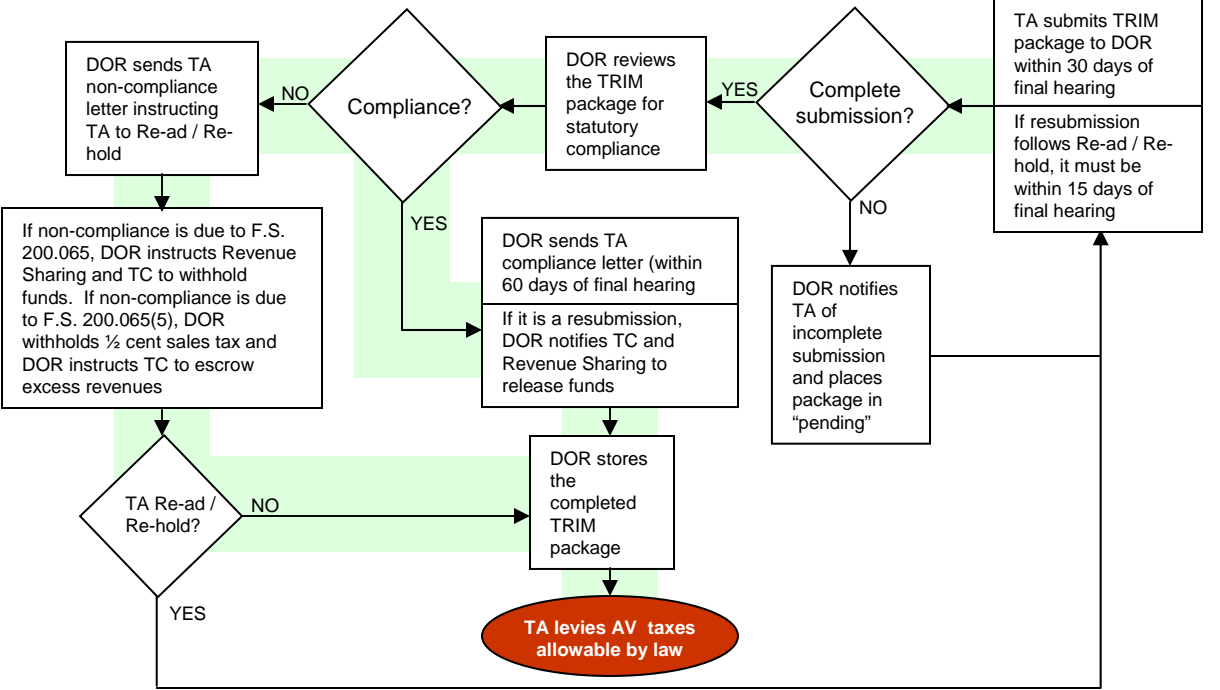 TA submits TRIM
package to DOR
within 30 days of
final hearing
If resubmission
follows Re-ad / Re-
hold, it must be
within 15 days of
final hearing
Complete
submission?
YES
NO
DOR reviews
the TRIM
package for
statutory
compliance
Compliance?
NO
YES
DOR sends TA
non-compliance
letter instructing
TA to Re-ad / Re-
hold
If non-compliance is due to F.S.
200.065, DOR instructs Revenue
Sharing and TC to withhold
funds.  If non-compliance is due
to F.S. 200.065(5), DOR
withholds ½ cent sales tax and
DOR instructs TC to escrow
excess revenues
DOR sends TA
compliance letter (within
60 days of final hearing
If it is a resubmission,
DOR notifies TC and
Revenue Sharing to
release funds
DOR notifies
TA of
incomplete
submission
and places
package in
“pending”
TA Re-ad /
Re-hold?
NO
YES
DOR stores
the
completed
TRIM
package
TA levies AV  taxes
allowable by law